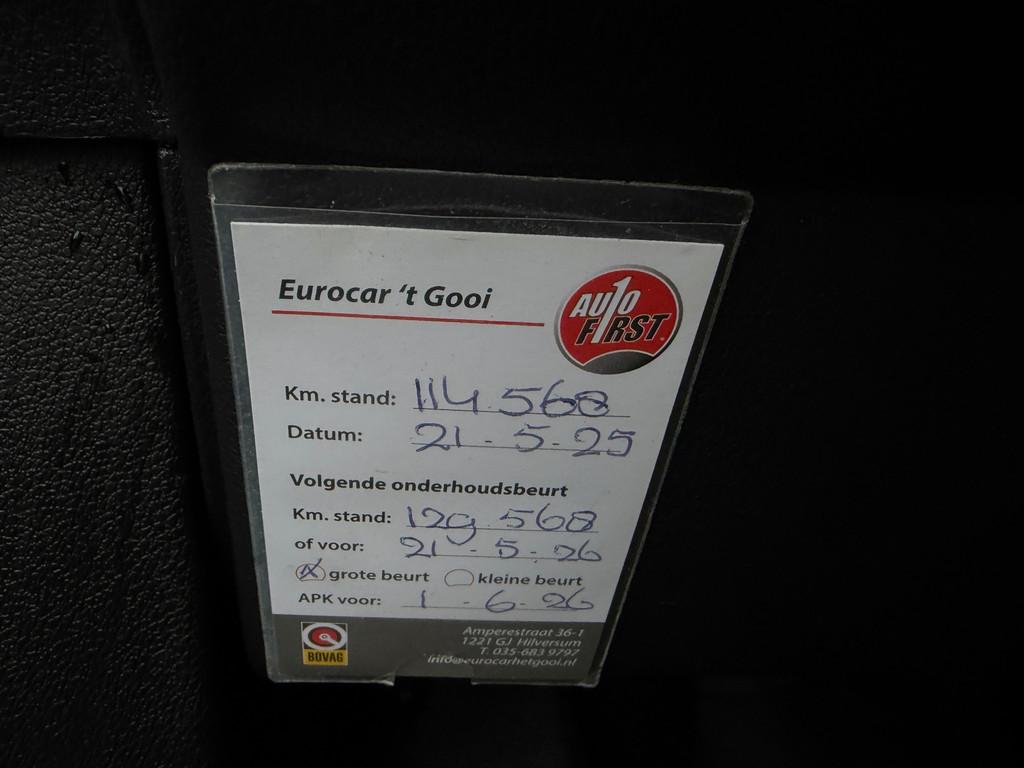 Eurocar 't Gooi
AUTO
F1RST
Km. stand: 114.568
Datum: 21-5-25
Volgende onderhoudsbeurt
Km. stand: 129.568
of voor: 21-5-26
X grote beurt kleine beurt
APK voor: 1-6-26
BOVAG
Amperestraat 36-1
1221 GJ Hilversum
T. 035-683 9797
info@eurocarhetgooi.nl